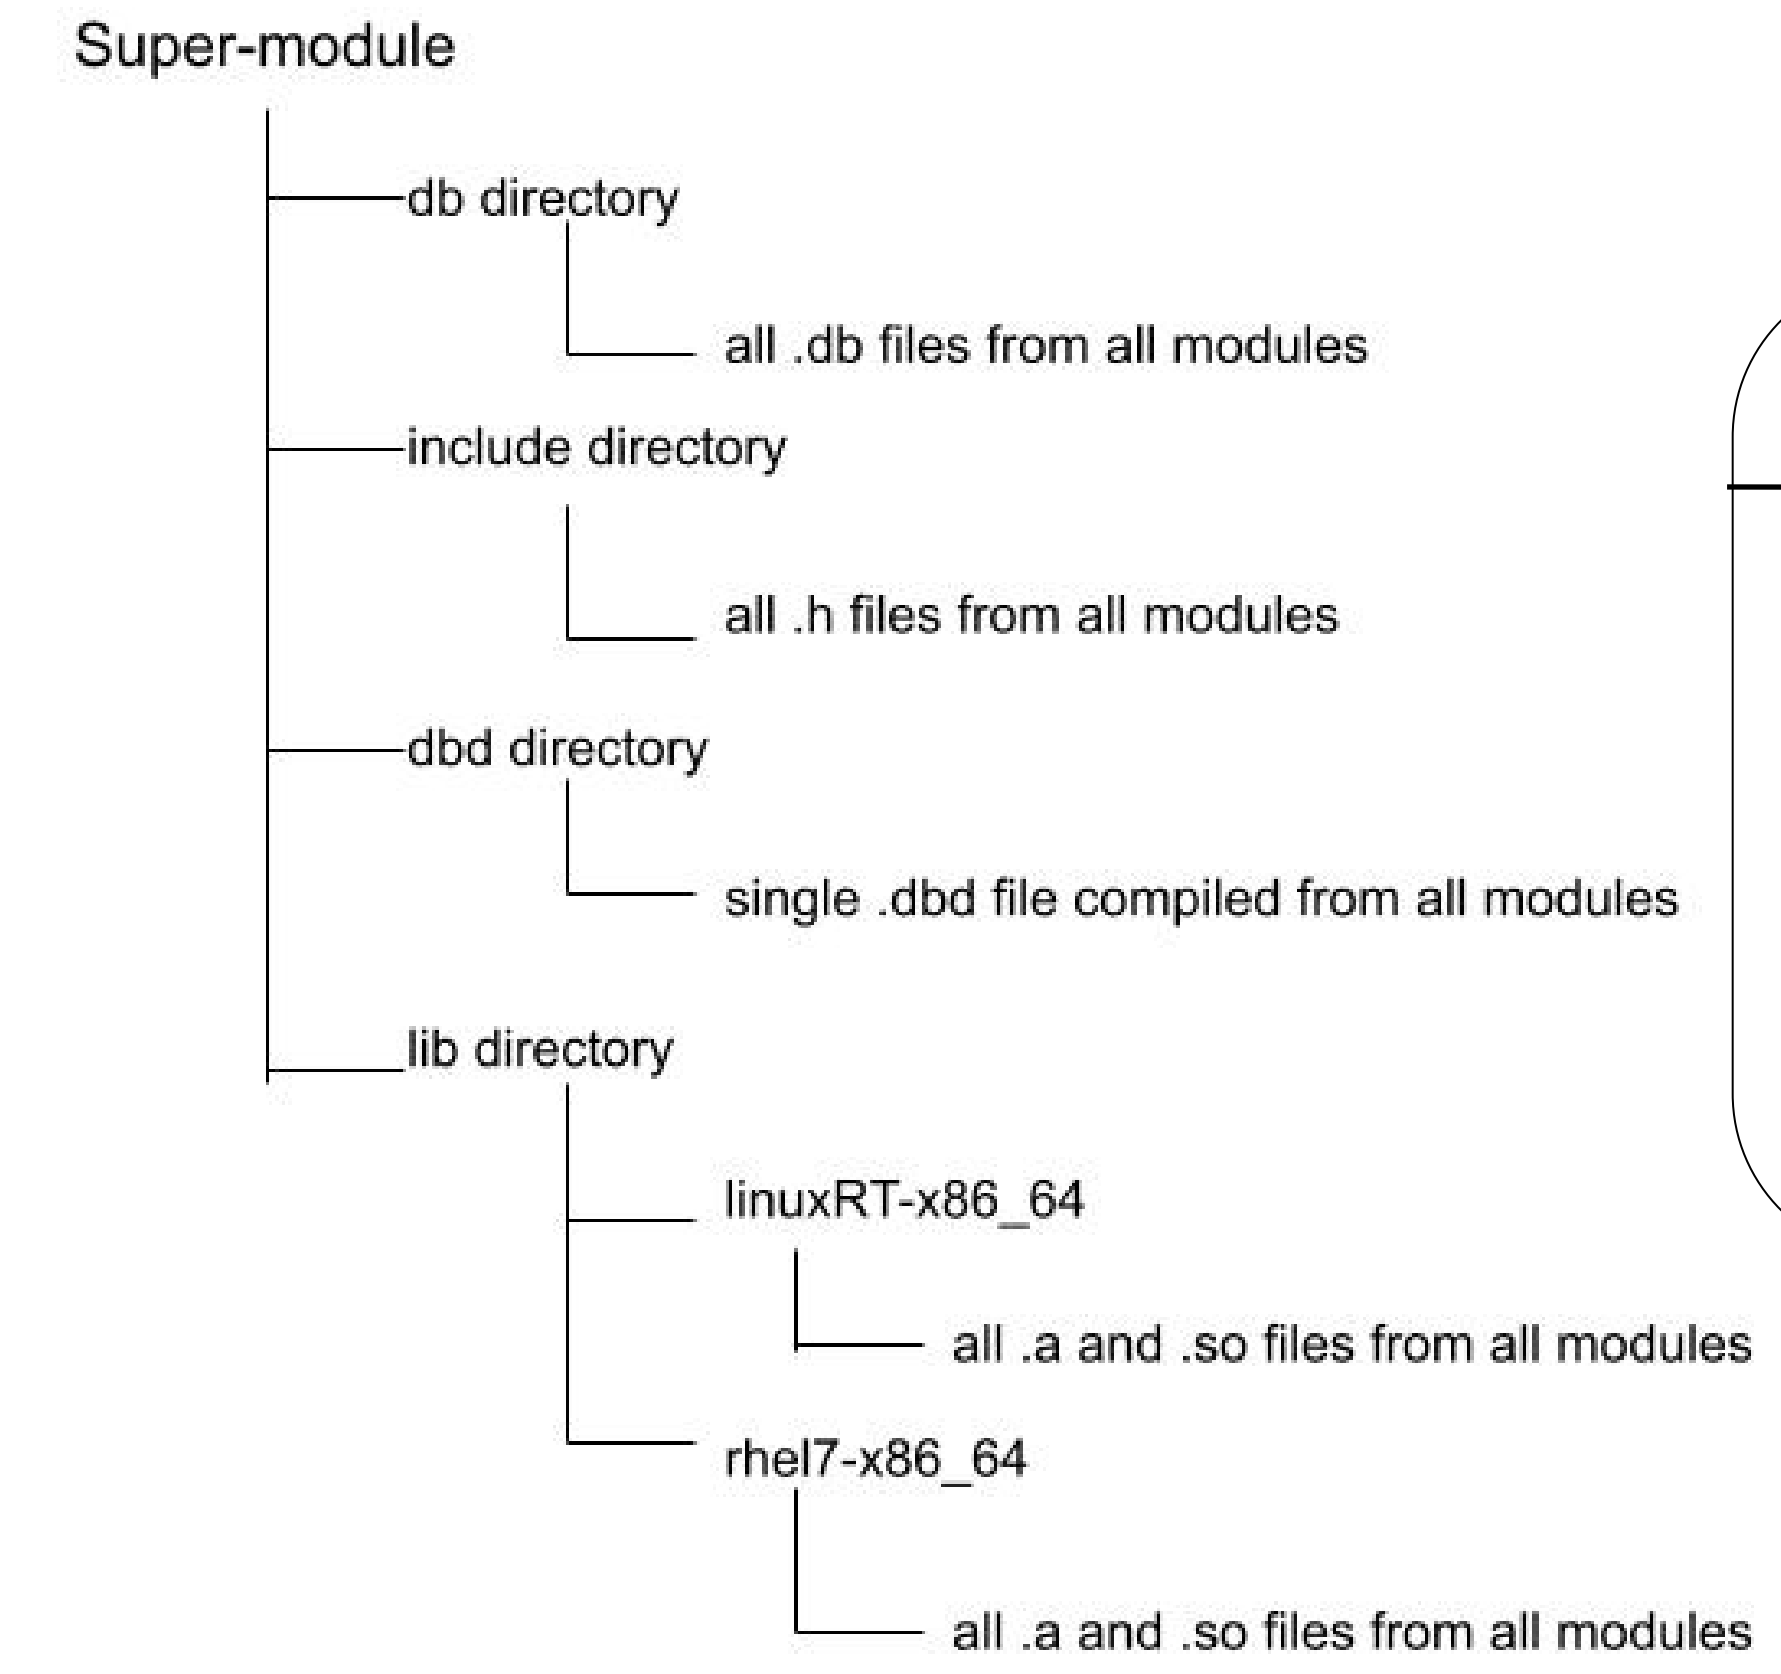 Super-module
db directory
all .db files from all modules
include directory
all .h files from all modules
dbd directory
single .dbd file compiled from all modules
lib directory
linuxRT-x86_64
all .a and .so files from all modules
rhel7-x86_64
all .a and .so files from all modules